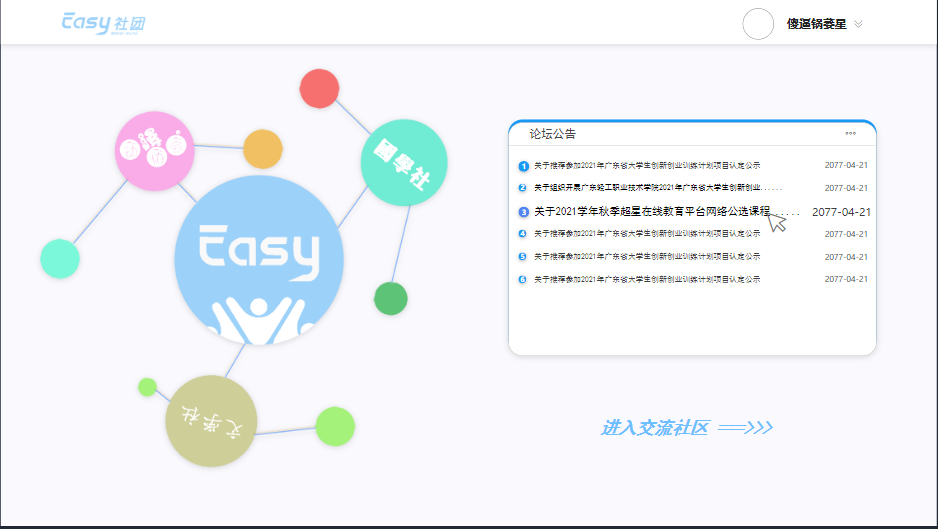 Easy 社团
傻逼锅蒌星
國學社
Easy
文学社
论坛公告
1 关于推荐参加2021年广东省大学生创新创业训练计划项目认定公示 2077-04-21
2 关于组织开展广东轻工职业技术学院2021年广东省大学生创新创业...... 2077-04-21
3 关于2021学年秋季超星在线教育平台网络公选课程...... 2077-04-21
4 关于推荐参加2021年广东省大学生创新创业训练计划项目认定公示 2077-04-21
5 关于推荐参加2021年广东省大学生创新创业训练计划项目认定公示 2077-04-21
6 关于推荐参加2021年广东省大学生创新创业训练计划项目认定公示 2077-04-21
进入交流社区